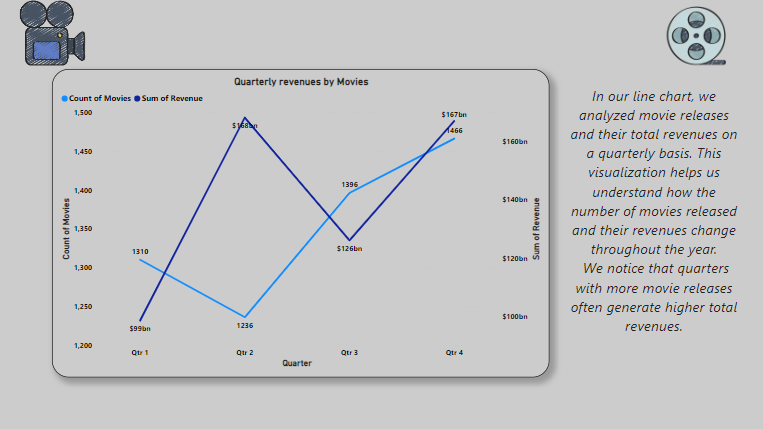 Quarterly revenues by Movies
Count of Movies Sum of Revenue
1,500
1,450
1,400
1,350
1,300
1,250
1,200
Count of Movies
1310
$99bn
$168bn
1236
1396
$126bn
$167bn
1466
$160bn
$140bn
$120bn
$100bn
Sum of Revenue
Qtr 1 Qtr 2 Qtr 3 Qtr 4
Quarter
In our line chart, we
analyzed movie releases
and their total revenues on
a quarterly basis. This
visualization helps us
understand how the
number of movies released
and their revenues change
throughout the year.
We notice that quarters
with more movie releases
often generate higher total
revenues.